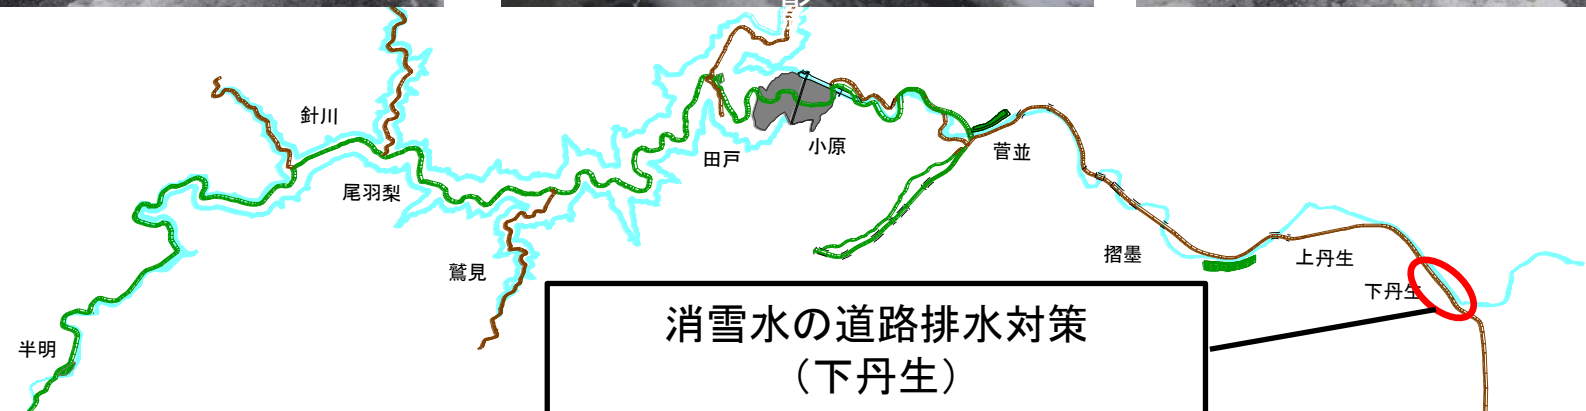 針川
尾羽梨
鷲見
半明
田戸
小原
菅並
摺墨
上丹生
下丹生
消雪水の道路排水対策
（下丹生）